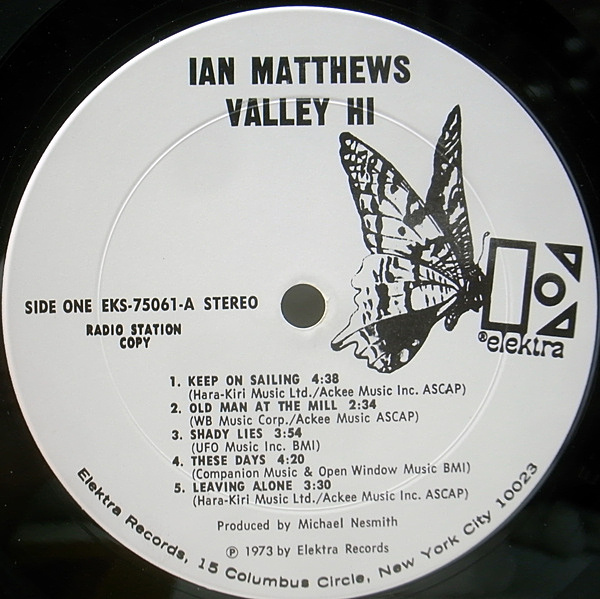 IAN MATTHEWS
VALLEY HI
®elektra
SIDE ONE EKS-75061-A STEREO
RADIO STATION
COPY
1. KEEP ON SAILING 4:38
(Hara-Kiri Music Ltd./Ackee Music Inc. ASCAP)
2. OLD MAN AT THE MILL 2:34
(WB Music Corp./Ackee Music ASCAP)
3. SHADY LIES 3:54
(UFO Music Inc. BMI)
4. THESE DAYS 4:20
(Companion Music & Open Window Music BMI)
5. LEAVING ALONE 3:30
(Hara-Kiri Music Ltd./Ackee Music Inc. ASCAP)
Produced by Michael Nesmith
℗ 1973 by Elektra Records
Elektra Records, 15 Columbus Circle, New York City 10023